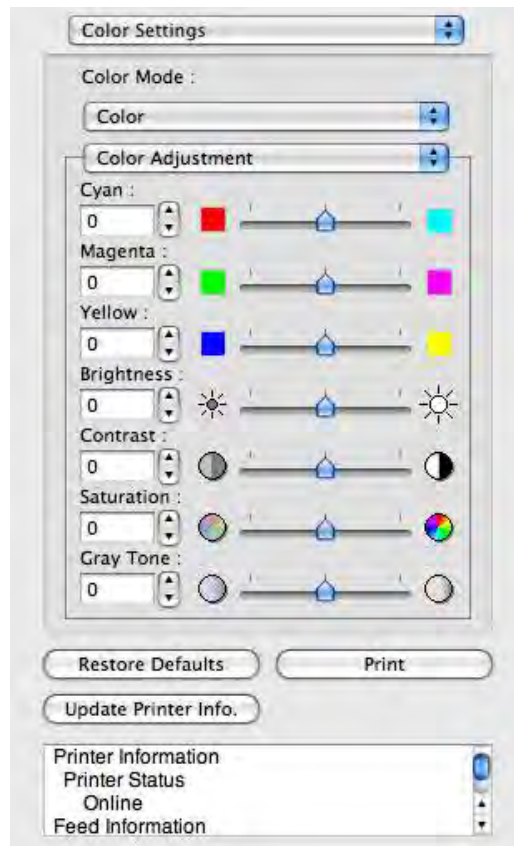 Color Settings
Color Mode :
Color
Color Adjustment
Cyan :
0
Magenta :
0
Yellow :
0
Brightness :
0
Contrast :
0
Saturation :
0
Gray Tone :
0
Restore Defaults Print
Update Printer Info.
Printer Information
Printer Status
Online
Feed Information